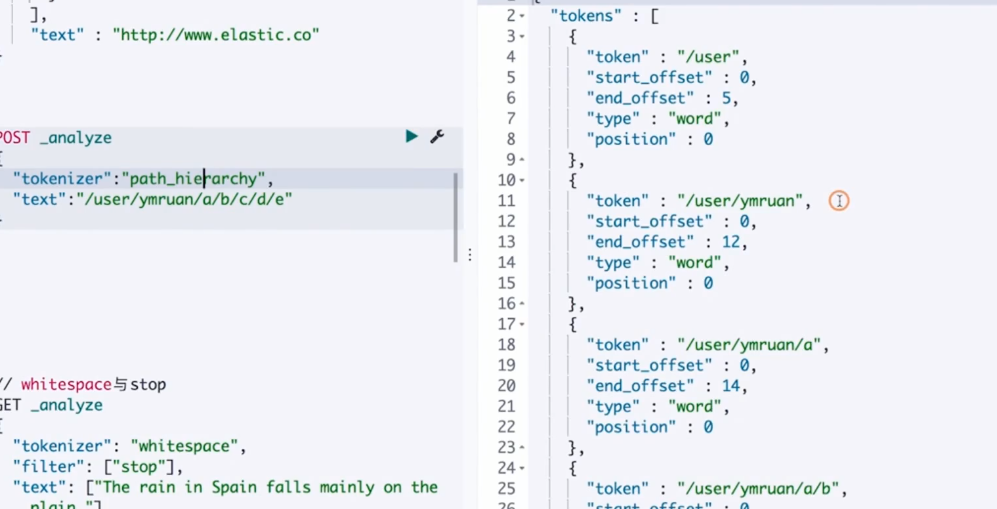 ],
"text" : "http://www.elastic.co"
POST _analyze
"tokenizer":"path_hierarchy",
"text":"/user/ymruan/a/b/c/d/e"
// whitespace与stop
GET _analyze
"tokenizer": "whitespace",
"filter": ["stop"],
"text": ["The rain in Spain falls mainly on the
plain."]
2 "tokens" : [
3 {
4 "token" : "/user",
5 "start_offset" : 0,
6 "end_offset" : 5,
7 "type" : "word",
8 "position" : 0
9 },
10 {
11 "token" : "/user/ymruan",
12 "start_offset" : 0,
13 "end_offset" : 12,
14 "type" : "word",
15 "position" : 0
16 },
17 {
18 "token" : "/user/ymruan/a",
19 "start_offset" : 0,
20 "end_offset" : 14,
21 "type" : "word",
22 "position" : 0
23 },
24 {
25 "token" : "/user/ymruan/a/b",
26 "start_offset" : 0